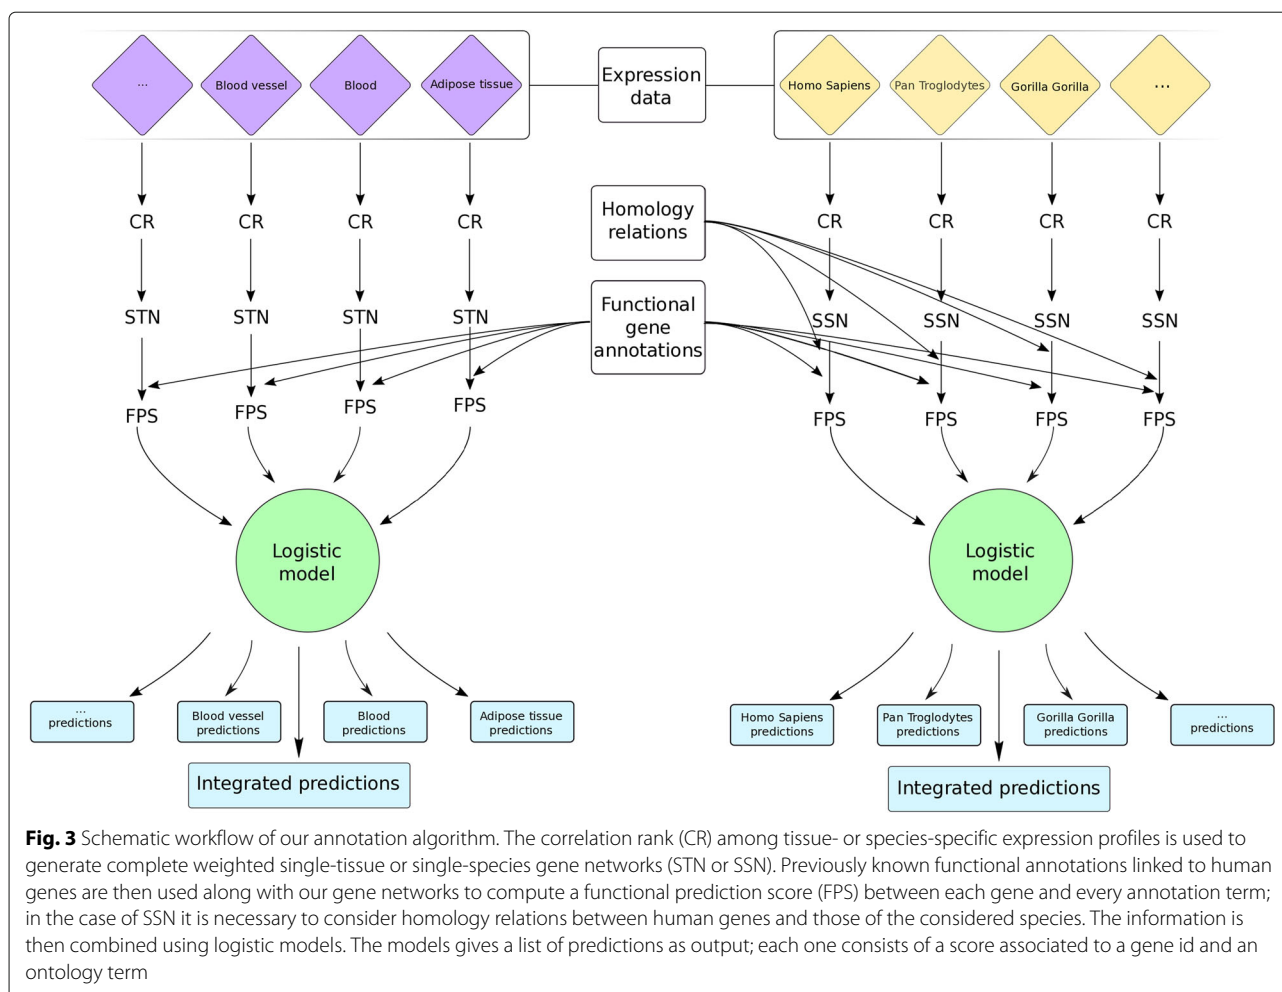 ... Blood vessel Blood Adipose tissue
Expression
data
Homo Sapiens Pan Troglodytes Gorilla Gorilla ...
CR CR CR CR
Homology
relations
CR CR CR CR
STN STN STN STN
Functional
gene
annotations
SSN SSN SSN SSN
FPS FPS FPS FPS
FPS FPS FPS FPS
Logistic
model
Logistic
model
...
predictions
Blood vessel
predictions
Blood
predictions
Adipose tissue
predictions
Integrated predictions
Homo Sapiens
predictions
Pan Troglodytes
predictions
Gorilla Gorilla
predictions
...
predictions
Integrated predictions
Fig. 3 Schematic workflow of our annotation algorithm. The correlation rank (CR) among tissue- or species-specific expression profiles is used to
generate complete weighted single-tissue or single-species gene networks (STN or SSN). Previously known functional annotations linked to human
genes are then used along with our gene networks to compute a functional prediction score (FPS) between each gene and every annotation term;
in the case of SSN it is necessary to consider homology relations between human genes and those of the considered species. The information is
then combined using logistic models. The models gives a list of predictions as output; each one consists of a score associated to a gene id and an
ontology term